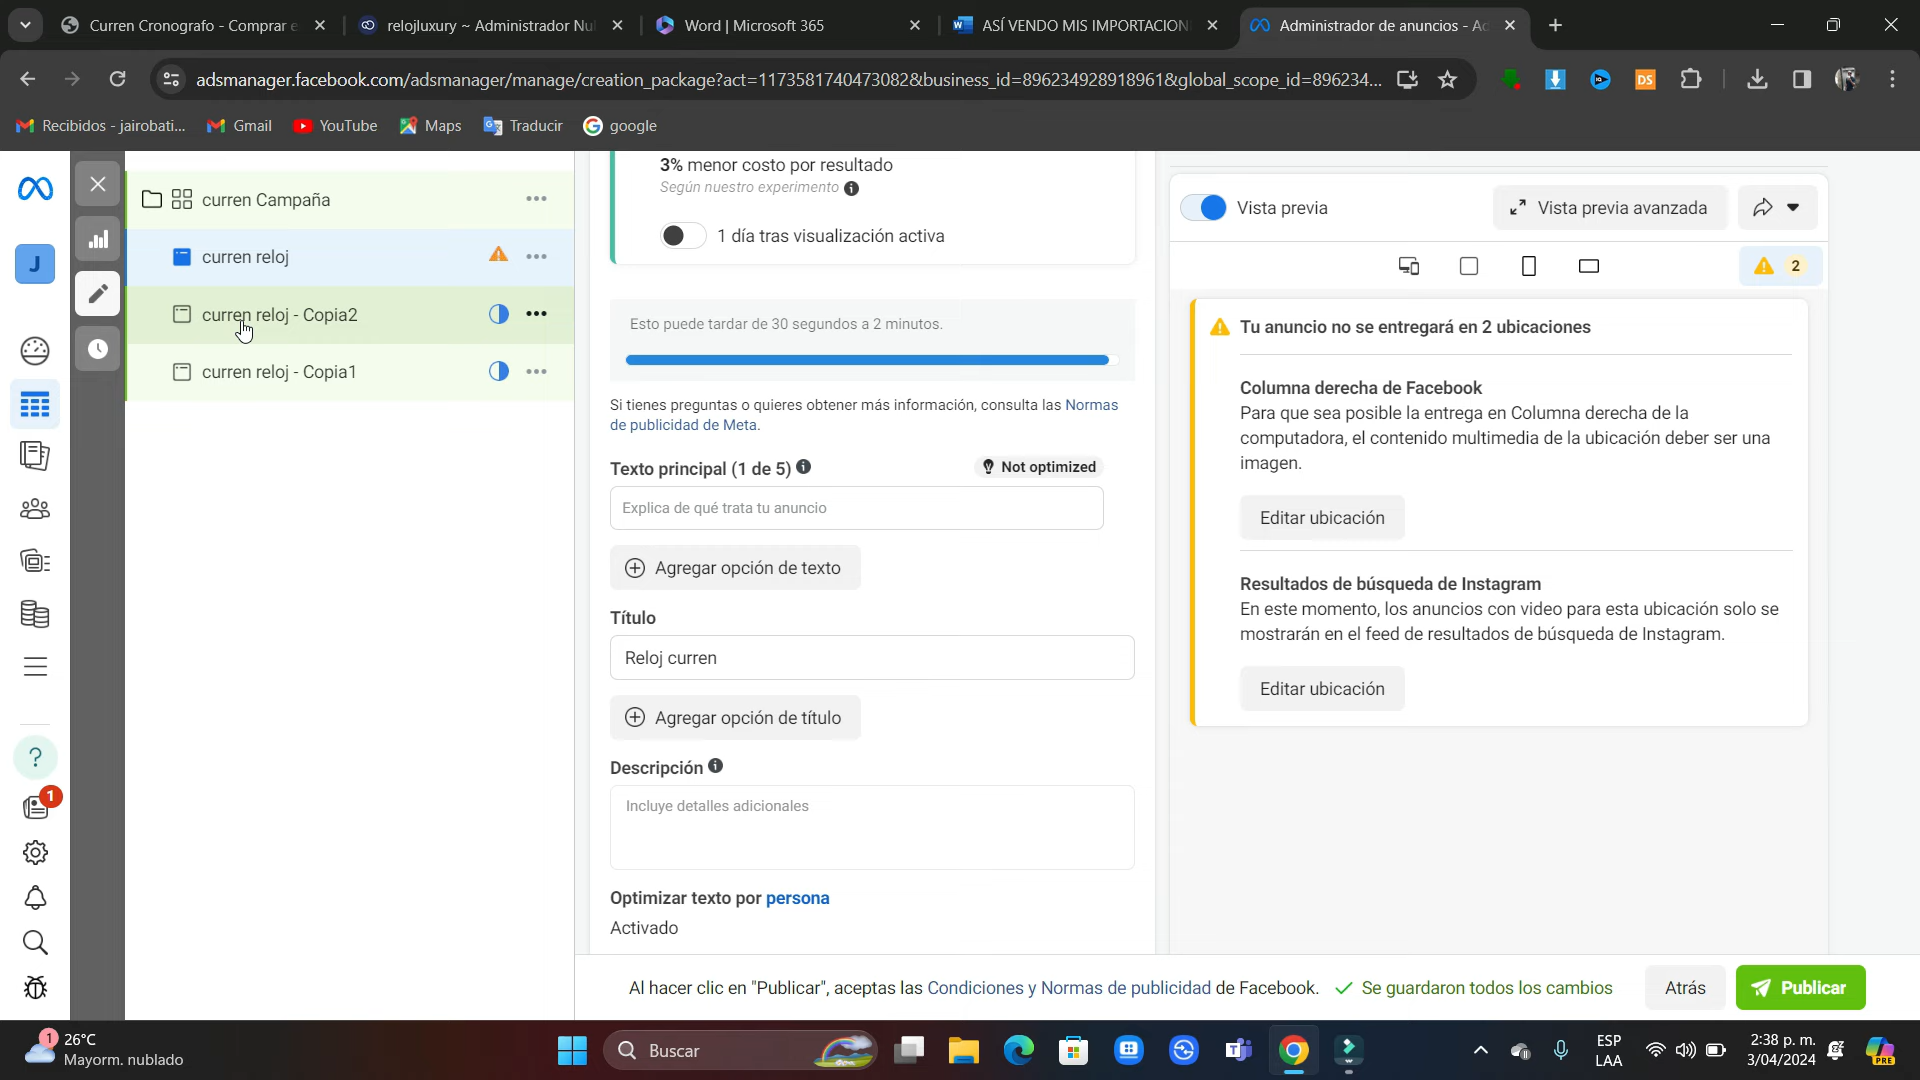 Curren Cronografo - Comprar e
relojluxury ~ Administrador Nu
Word | Microsoft 365
ASÍ VENDO MIS IMPORTACION
Administrador de anuncios - Ad
adsmanager.facebook.com/adsmanager/manage/creation_package?act=1173581740473082&business_id=896234928918961&global_scope_id=896234...
DS
Recibidos - jairobati...
Gmail
YouTube
Maps
Traducir
google
J
1
curren Campaña
curren reloj
curren reloj - Copia2
curren reloj - Copia1
3% menor costo por resultado
Según nuestro experimento
1 día tras visualización activa
Esto puede tardar de 30 segundos a 2 minutos.
Si tienes preguntas o quieres obtener más información, consulta las Normas
de publicidad de Meta.
Texto principal (1 de 5)
Not optimized
Explica de qué trata tu anuncio
Agregar opción de texto
Título
Reloj curren
Agregar opción de título
Descripción
Incluye detalles adicionales
Optimizar texto por persona
Activado
Vista previa
Vista previa avanzada
2
Tu anuncio no se entregará en 2 ubicaciones
Columna derecha de Facebook
Para que sea posible la entrega en Columna derecha de la
computadora, el contenido multimedia de la ubicación deber ser una
imagen.
Editar ubicación
Resultados de búsqueda de Instagram
En este momento, los anuncios con video para esta ubicación solo se
mostrarán en el feed de resultados de búsqueda de Instagram.
Editar ubicación
Al hacer clic en "Publicar", aceptas las Condiciones y Normas de publicidad de Facebook.
Se guardaron todos los cambios
Atrás
Publicar
1
26°C
Mayorm. nublado
Buscar
ESP
LAA
2:38 p. m.
3/04/2024
PRE